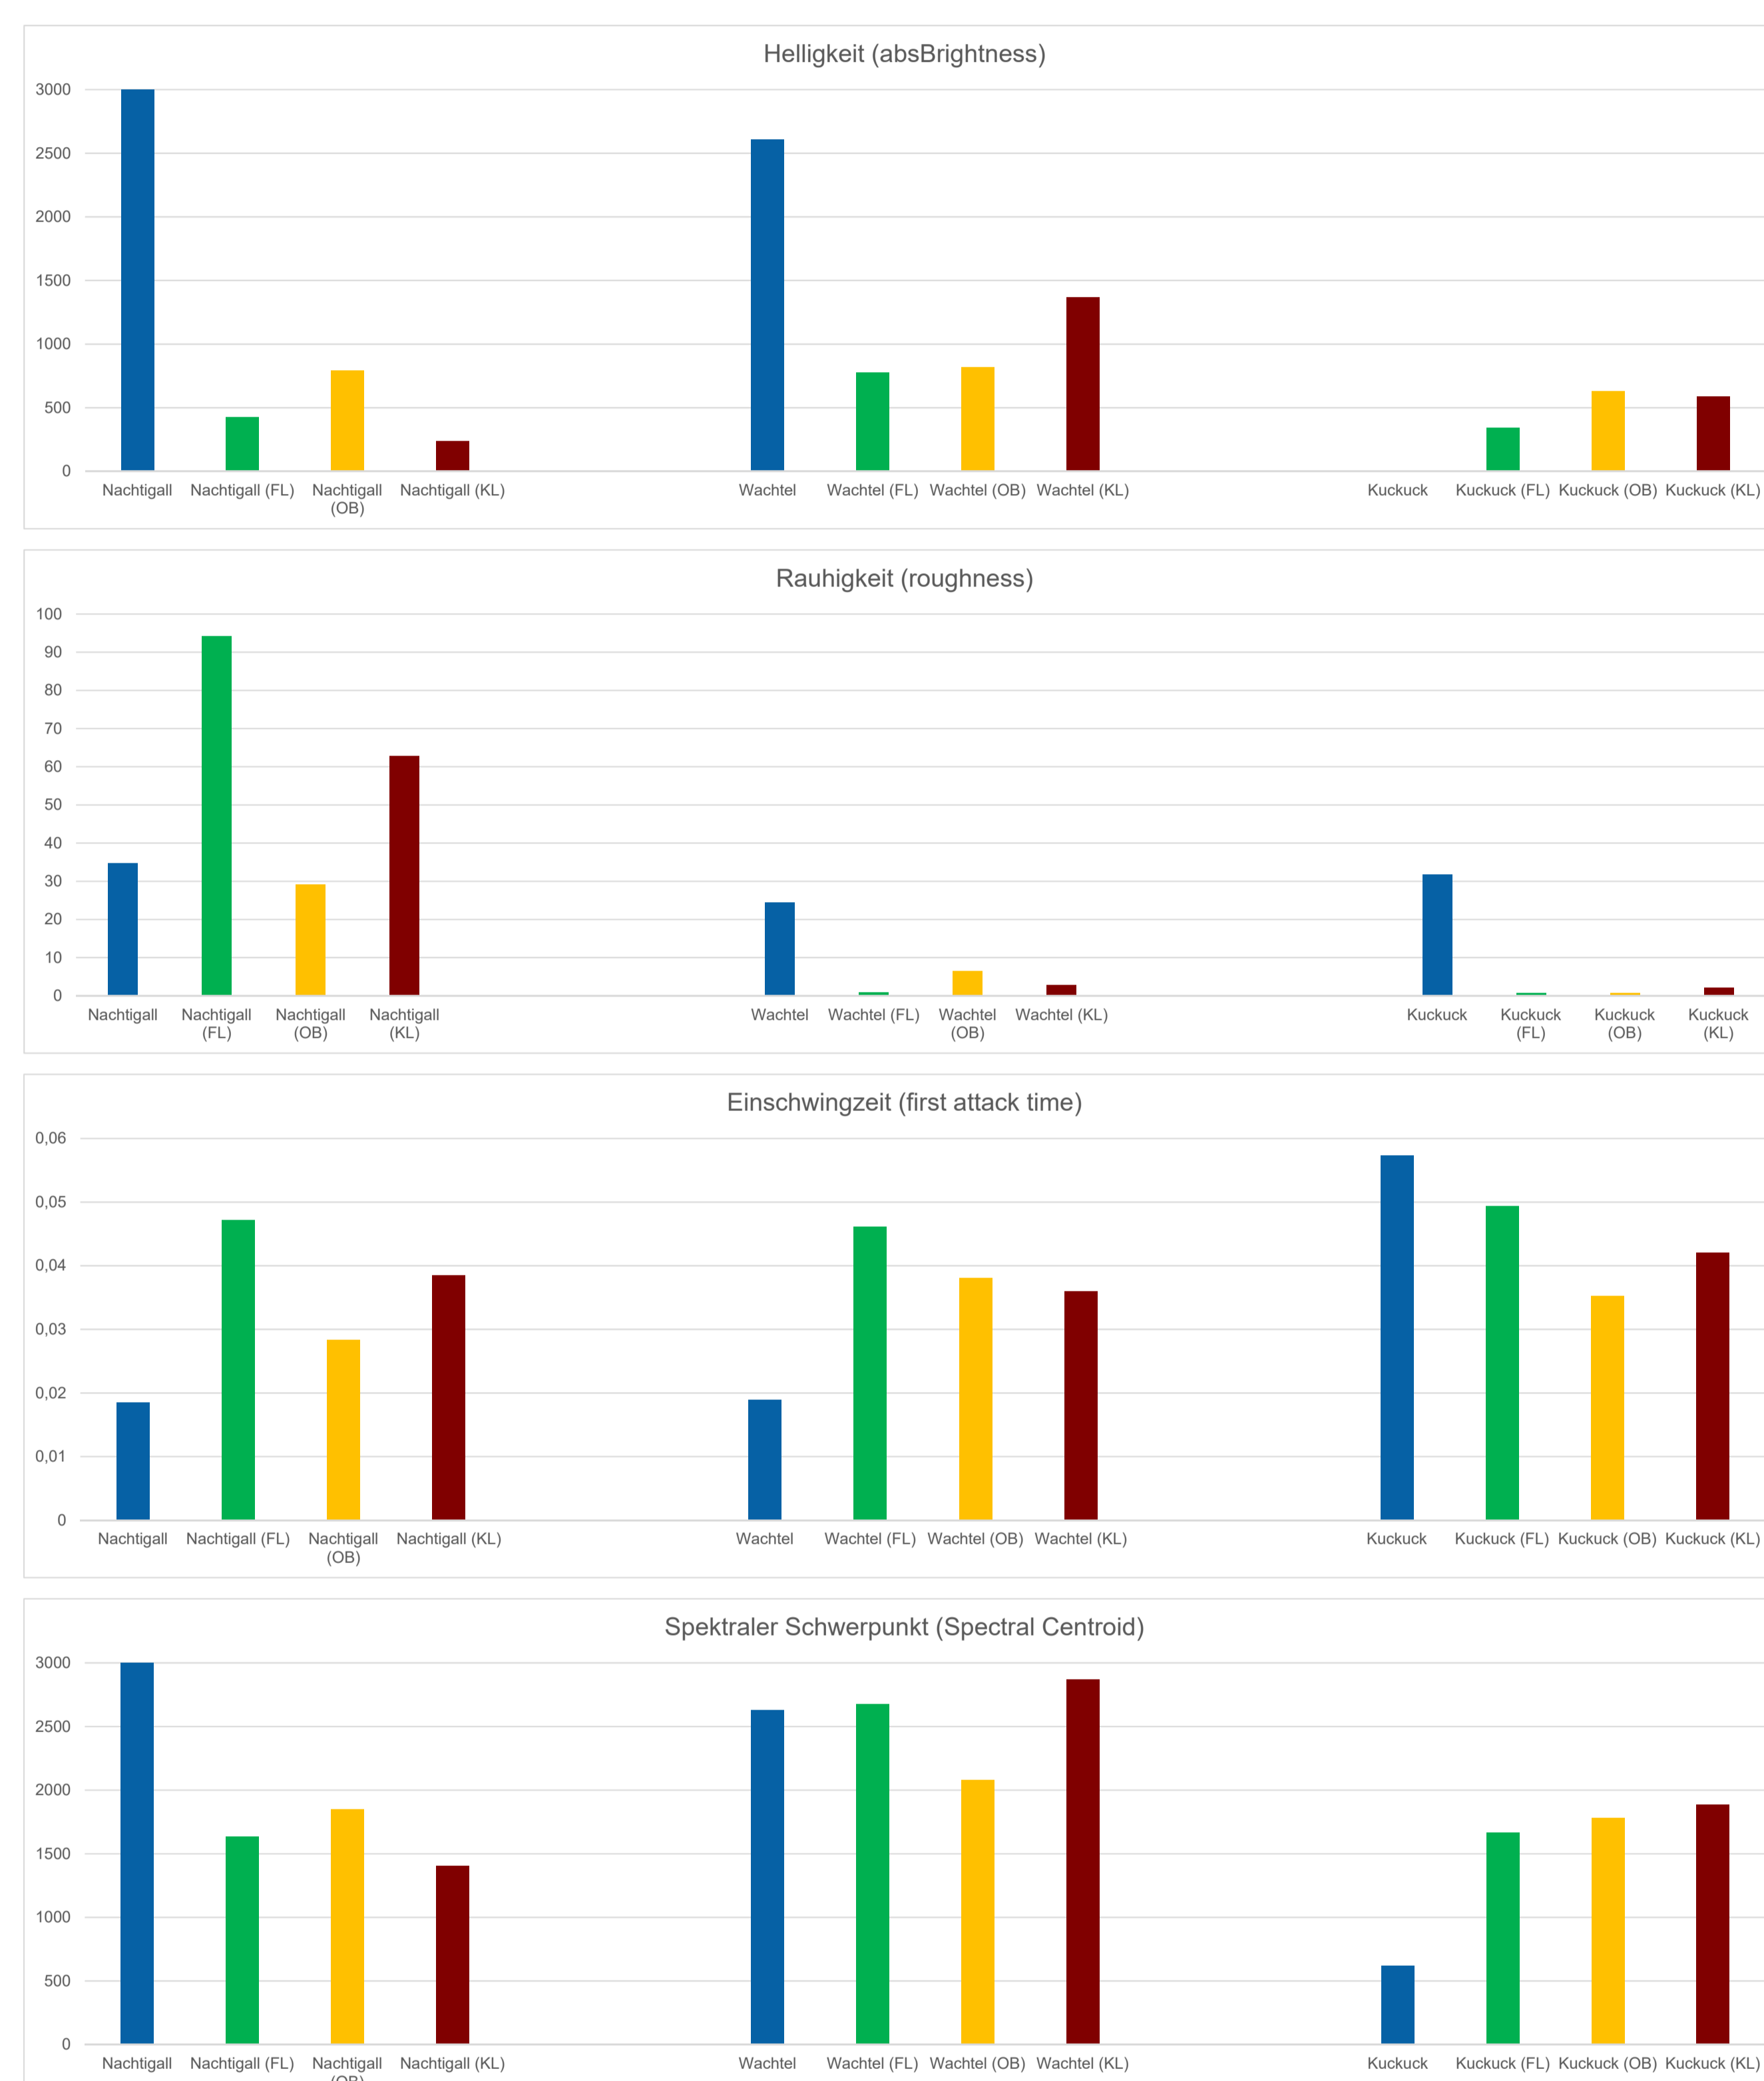 Helligkeit (absBrightness)
3000
2500
2000
1500
1000
500
0
Nachtigall Nachtigall (FL) Nachtigall Nachtigall (KL) Wachtel Wachtel (FL) Wachtel (OB) Wachtel (KL) Kuckuck Kuckuck (FL) Kuckuck (OB) Kuckuck (KL)
(OB)
Rauhigkeit (roughness)
100
90
80
70
60
50
40
30
20
10
0
Nachtigall Nachtigall Nachtigall Nachtigall Wachtel Wachtel (FL) Wachtel Wachtel (KL) Kuckuck Kuckuck Kuckuck Kuckuck
(FL) (OB) (KL) (OB) (FL) (OB) (KL)
Einschwingzeit (first attack time)
0,06
0,05
0,04
0,03
0,02
0,01
0
Nachtigall Nachtigall (FL) Nachtigall Nachtigall (KL) Wachtel Wachtel (FL) Wachtel (OB) Wachtel (KL) Kuckuck Kuckuck (FL) Kuckuck (OB) Kuckuck (KL)
(OB)
Spektraler Schwerpunkt (Spectral Centroid)
3000
2500
2000
1500
1000
500
0
Nachtigall Nachtigall (FL) Nachtigall Nachtigall (KL) Wachtel Wachtel (FL) Wachtel (OB) Wachtel (KL) Kuckuck Kuckuck (FL) Kuckuck (OB) Kuckuck (KL)
(OB)